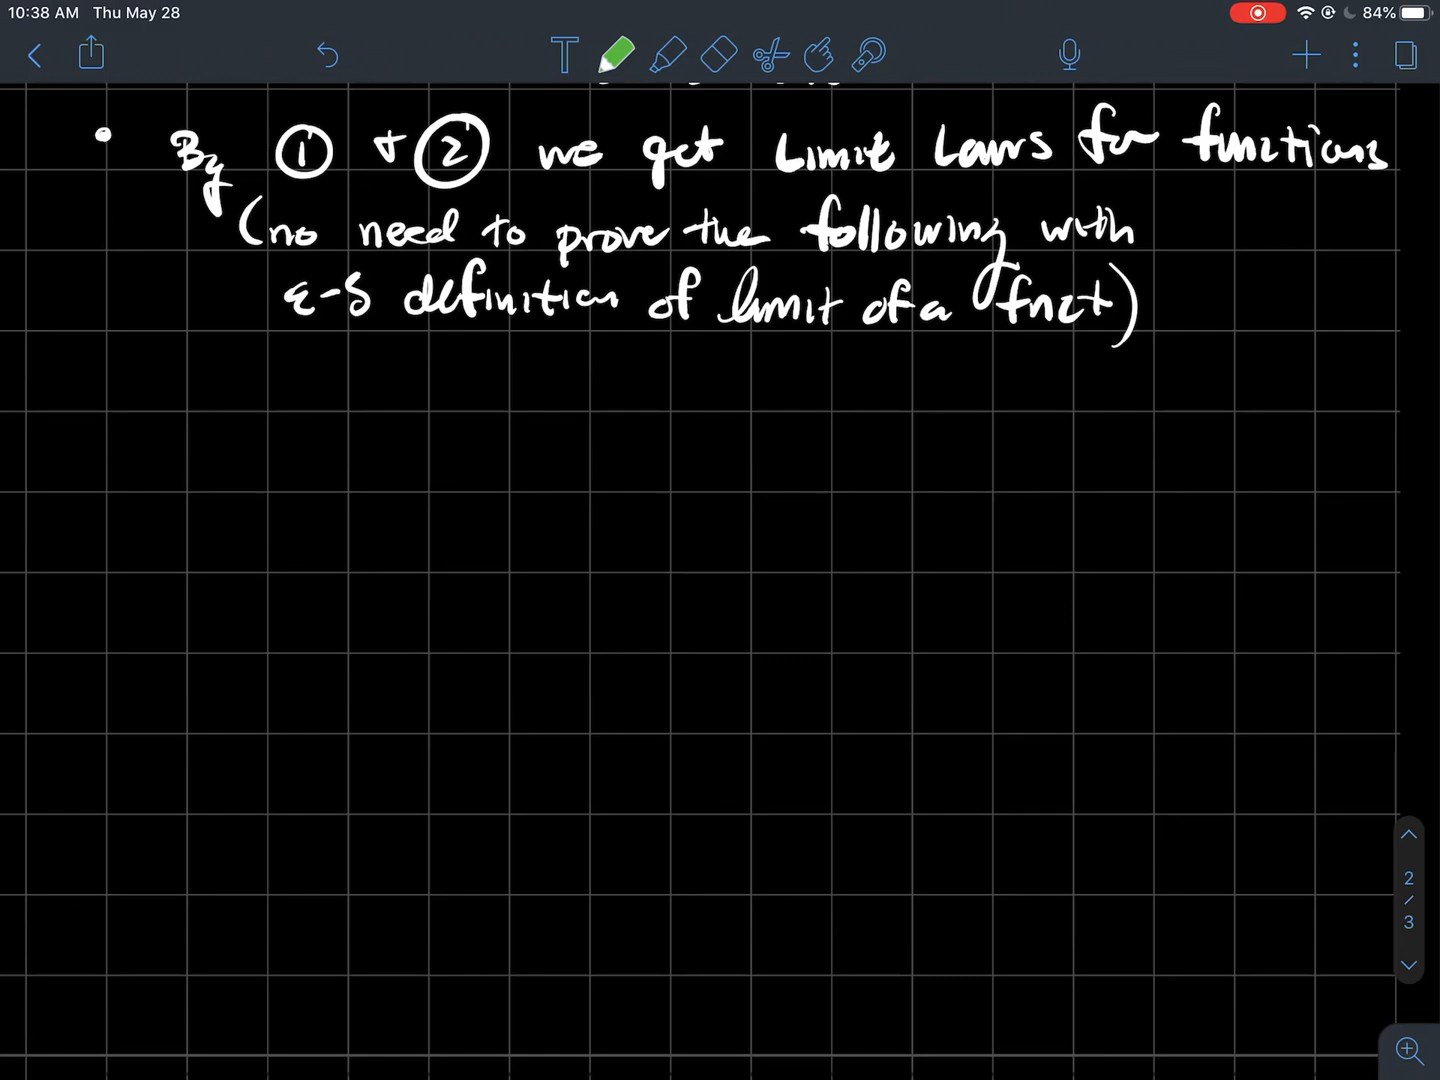 10:38 AM Thu May 28
84%
T
• By ① & ② we get Limit Laws for functions
(no need to prove the following with
ε-δ definition of limit of a fnct)
2
/
3